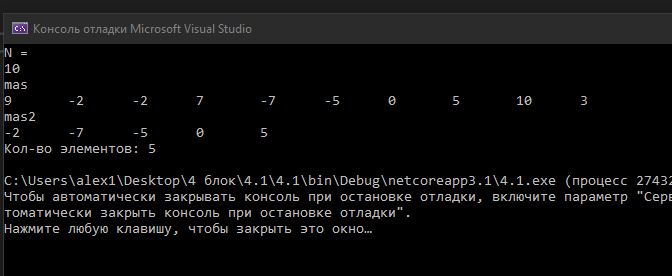 Консоль отладки Microsoft Visual Studio
N =
10
mas
9 -2 -2 7 -7 -5 0 5 10 3
mas2
-2 -7 -5 0 5
Кол-во элементов: 5
C:\Users\alex1\Desktop\4 блок\4.1\4.1\bin\Debug\netcoreapp3.1\4.1.exe (процесс 27432
Чтобы автоматически закрывать консоль при остановке отладки, включите параметр "Серв
томатически закрыть консоль при остановке отладки".
Нажмите любую клавишу, чтобы закрыть это окно…